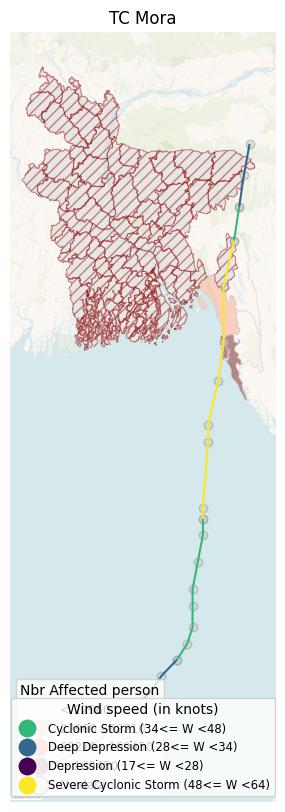 TC Mora
Nbr Affected person
Wind speed (in knots)
Cyclonic Storm (34<= W <48)
Deep Depression (28<= W <34)
Depression (17<= W <28)
Severe Cyclonic Storm (48<= W <64)